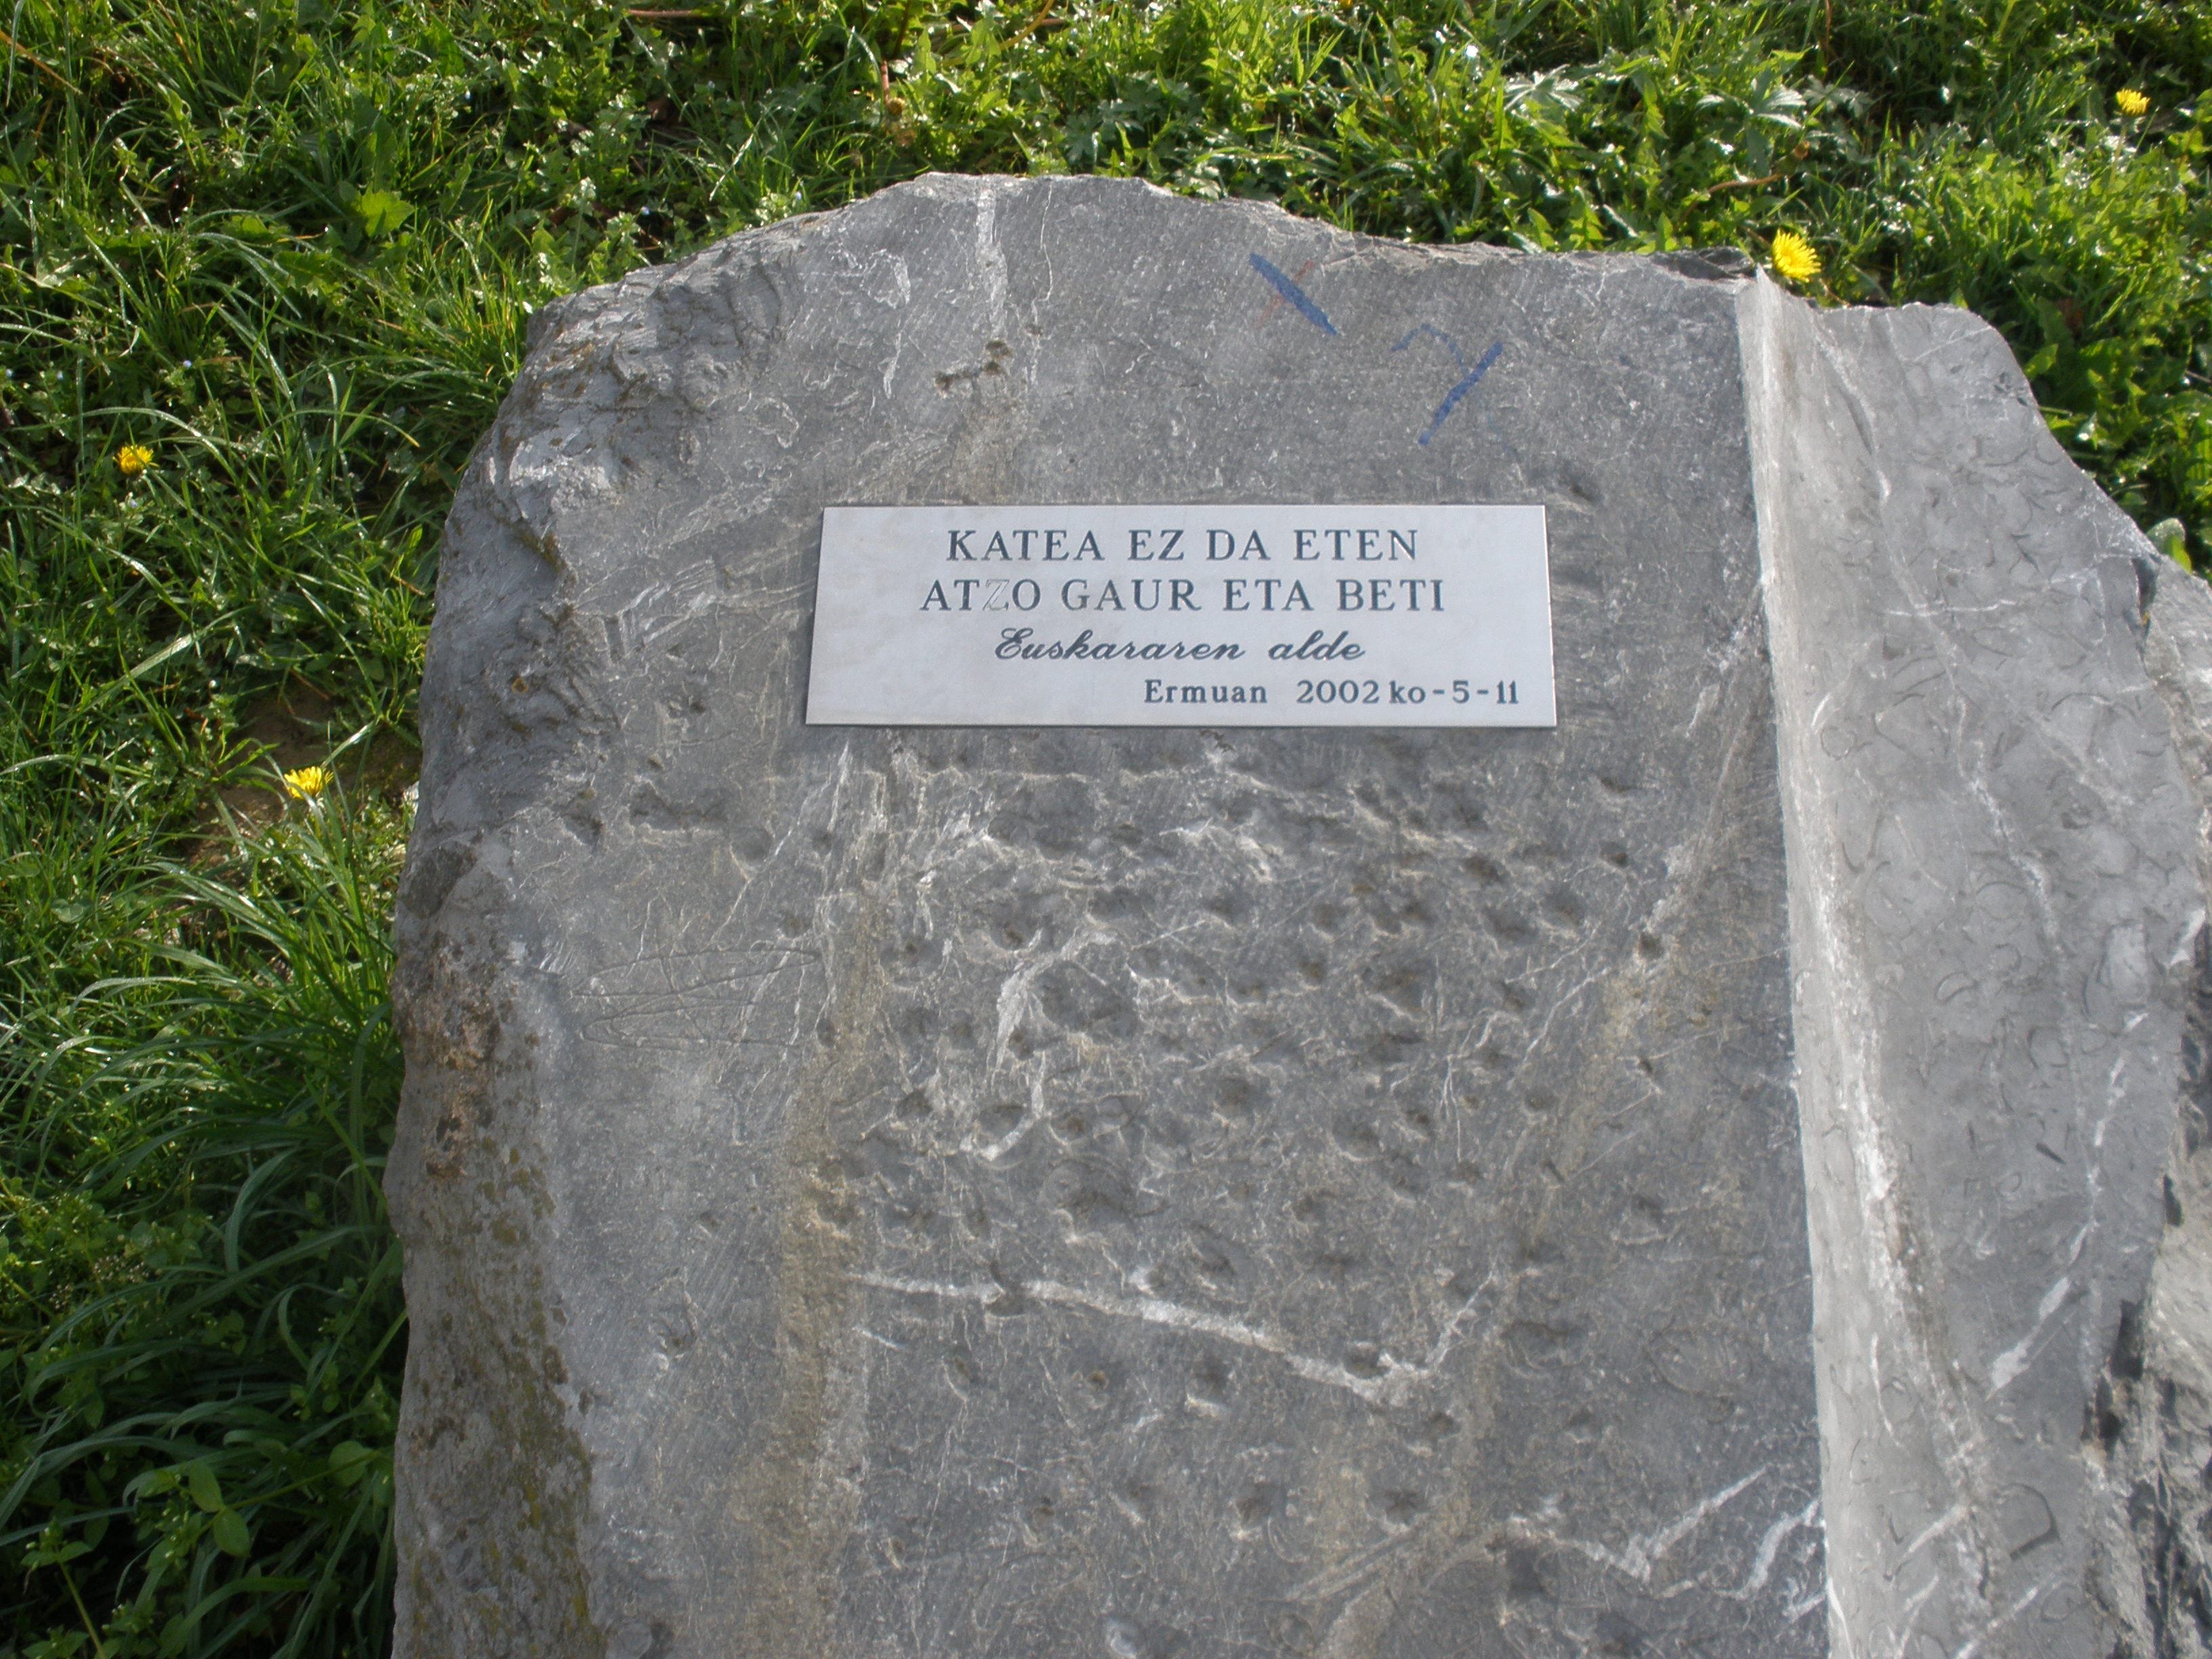 KATEA EZ DA ETEN
ATZO GAUR ETA BETI
Euskararen alde
Ermuan 2002ko-5-11